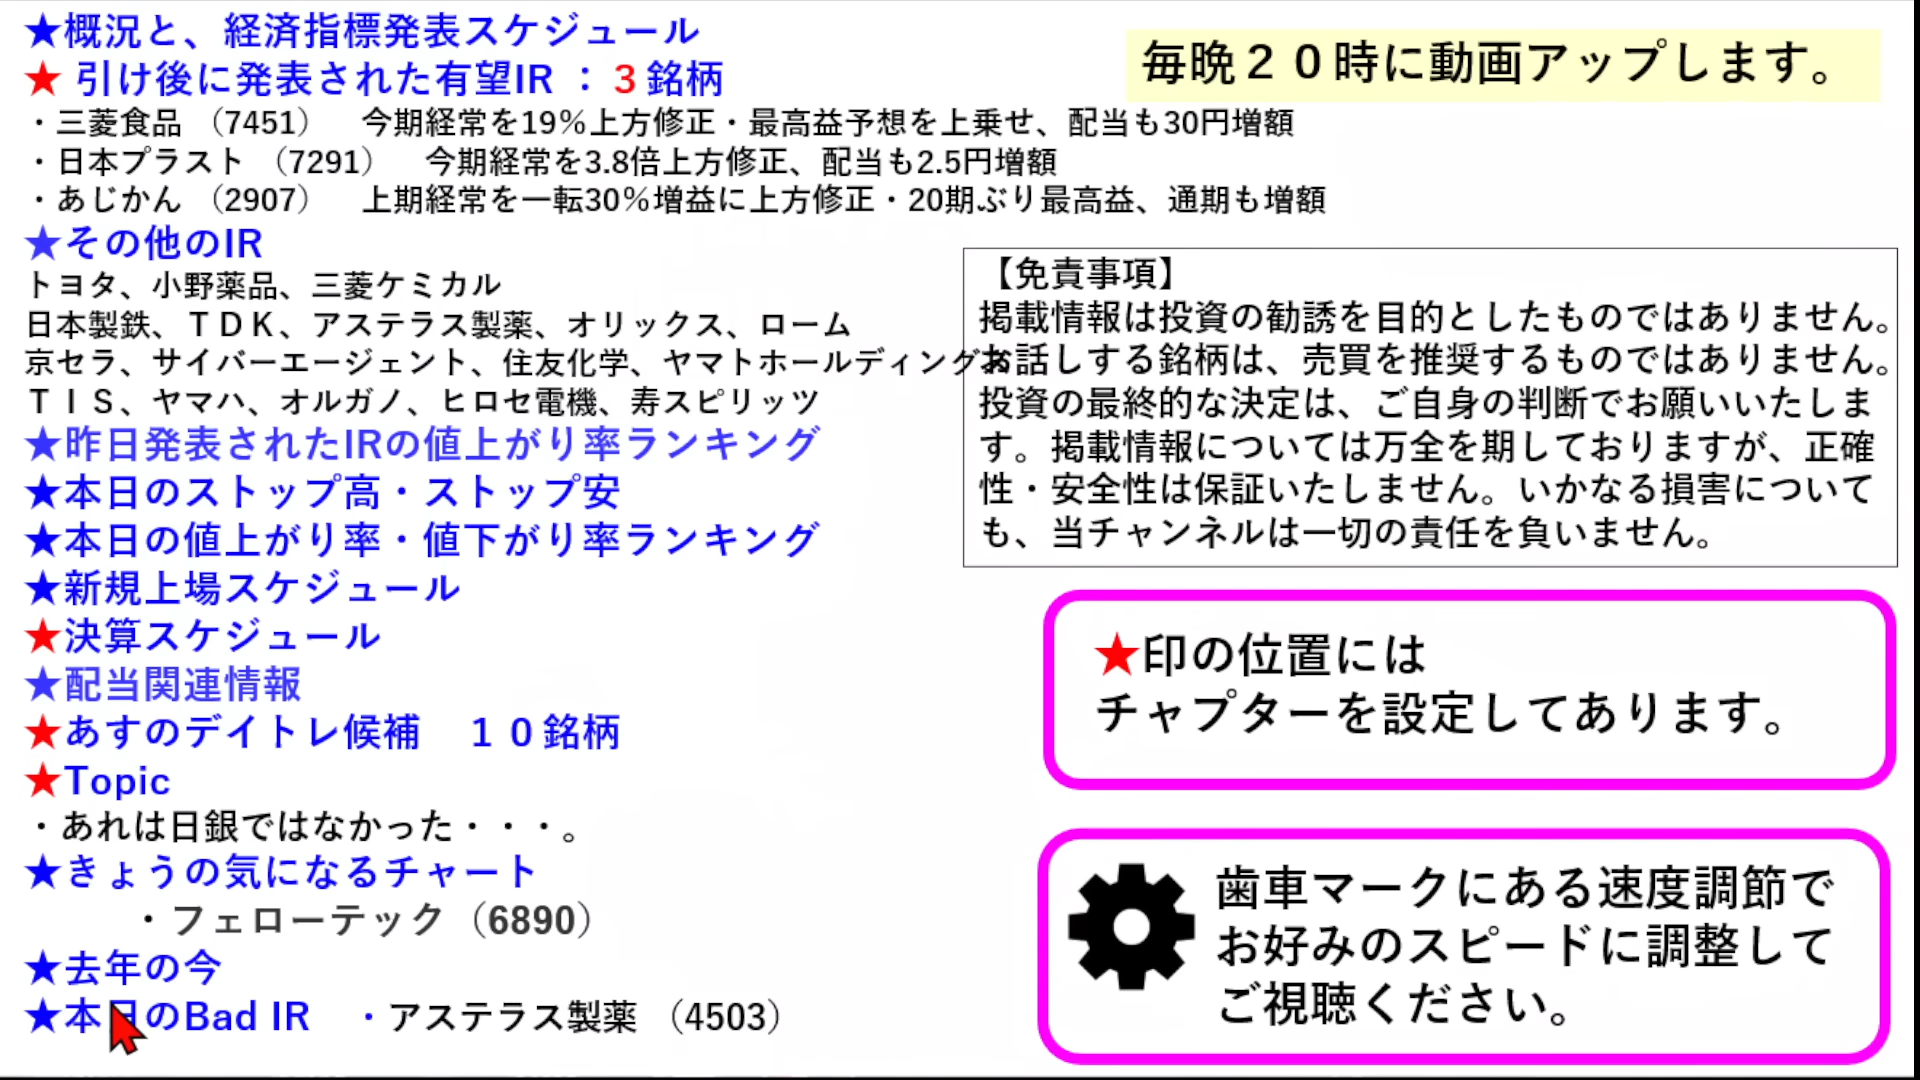 ★概況と、経済指標発表スケジュール
★ 引け後に発表された有望IR ： 3 銘柄
・三菱食品 （7451） 今期経常を19%上方修正・最高益予想を上乗せ、配当も30円増額
・日本プラスト （7291） 今期経常を3.8倍上方修正、配当も2.5円増額
・あじかん （2907） 上期経常を一転30%増益に上方修正・20期ぶり最高益、通期も増額
★その他のIR
トヨタ、小野薬品、三菱ケミカル
日本製鉄、ＴＤＫ、アステラス製薬、オリックス、ローム
京セラ、サイバーエージェント、住友化学、ヤマトホールディングス
ＴＩＳ、ヤマハ、オルガノ、ヒロセ電機、寿スピリッツ
★昨日発表されたIRの値上がり率ランキング
★本日のストップ高・ストップ安
★本日の値上がり率・値下がり率ランキング
★新規上場スケジュール
★決算スケジュール
★配当関連情報
★あすのデイトレ候補 １０銘柄
★Topic
・あれは日銀ではなかった・・・。
★きょうの気になるチャート
・フェローテック（6890）
★去年の今
★本日のBad IR ・アステラス製薬 （4503）
毎晩２０時に動画アップします。
【免責事項】
掲載情報は投資の勧誘を目的としたものではありません。
お話しする銘柄は、売買を推奨するものではありません。
投資の最終的な決定は、ご自身の判断でお願いいたしま
す。掲載情報については万全を期しておりますが、正確
性・安全性は保証いたしません。いかなる損害について
も、当チャンネルは一切の責任を負いません。
★印の位置には
チャプターを設定してあります。
歯車マークにある速度調節で
お好みのスピードに調整して
ご視聴ください。